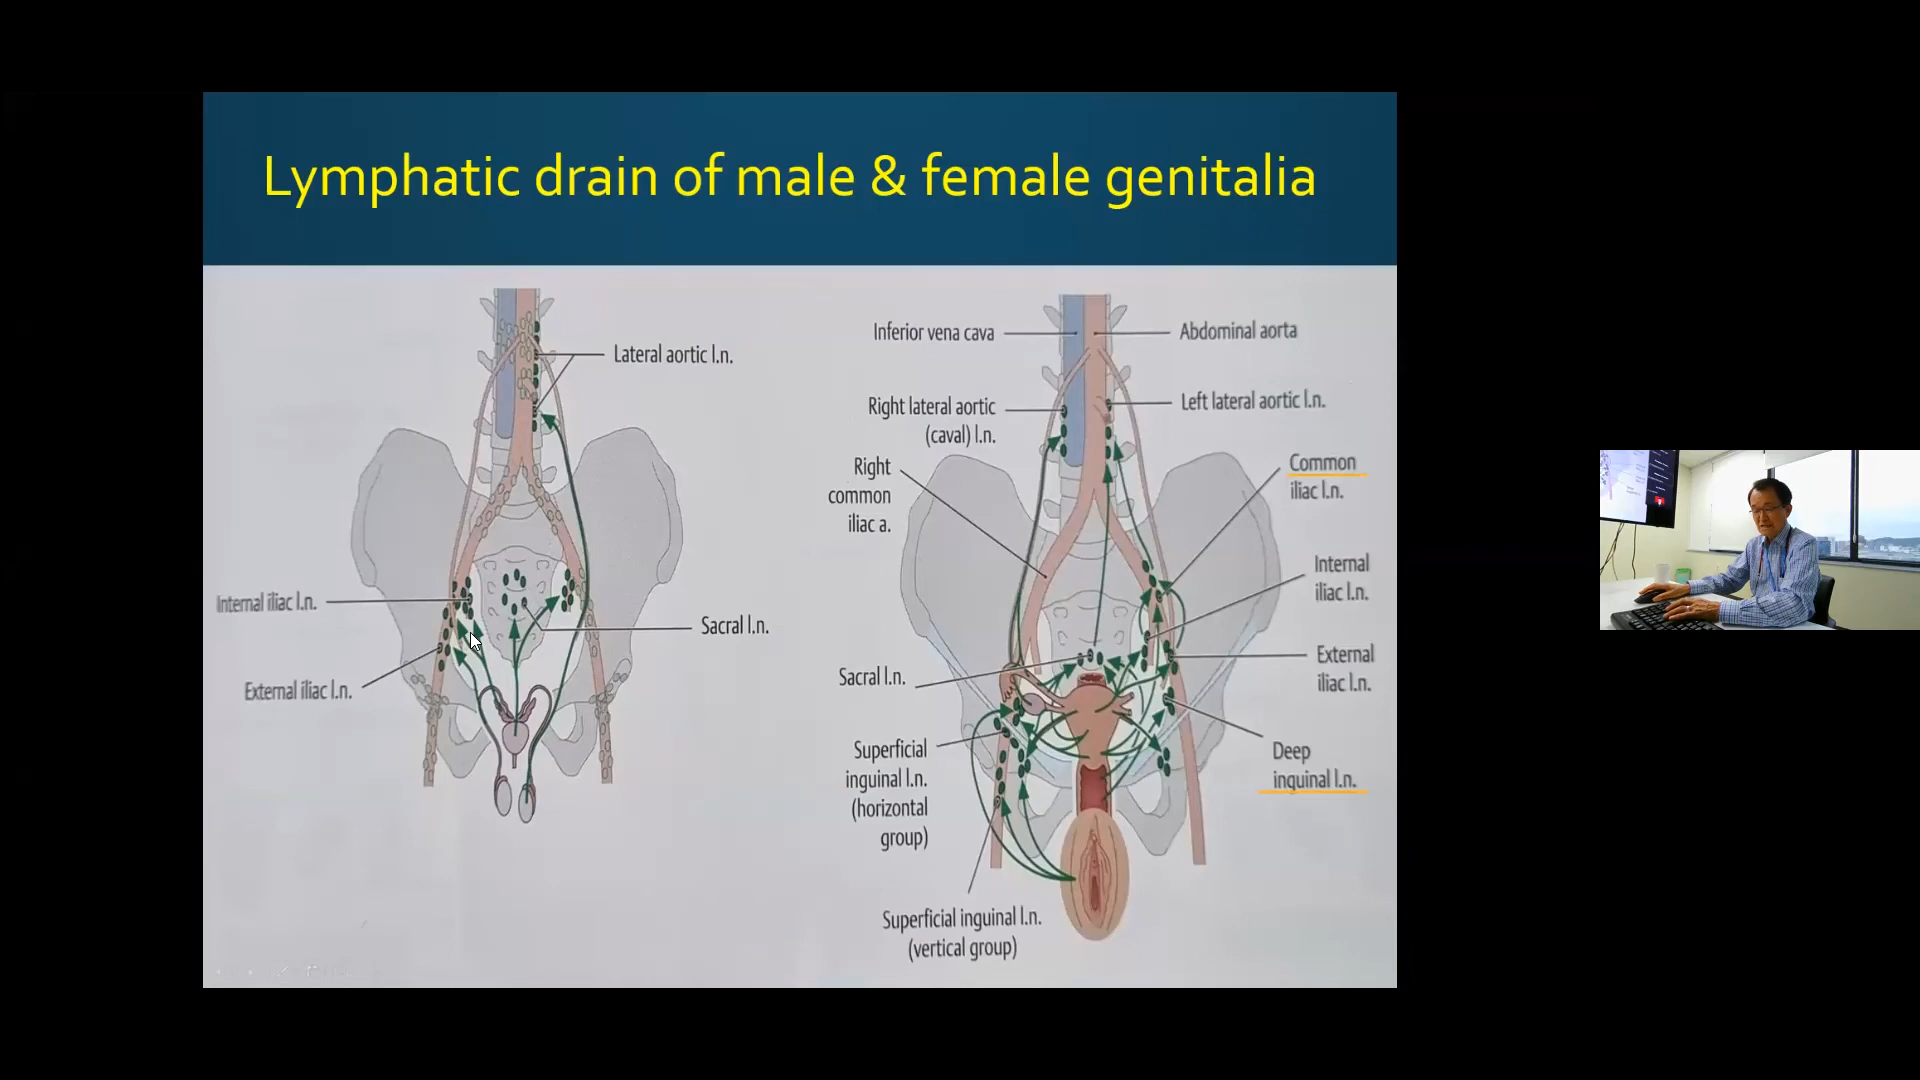 Lymphatic drain of male & female genitalia
Lateral aortic l.n.
Internal iliac l.n.
Sacral l.n.
External iliac l.n.
Inferior vena cava
Abdominal aorta
Right lateral aortic
(caval) l.n.
Left lateral aortic l.n.
Right
common
iliac a.
Common
iliac l.n.
Internal
iliac l.n.
Sacral l.n.
External
iliac l.n.
Superficial
inguinal l.n.
(horizontal
group)
Deep
inguinal l.n.
Superficial inguinal l.n.
(vertical group)